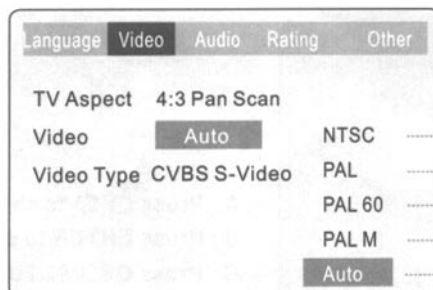 Language Video Audio Rating Other
TV Aspect 4:3 Pan Scan
Video Auto
Video Type CVBS S-Video
NTSC
PAL
PAL 60
PAL M
Auto